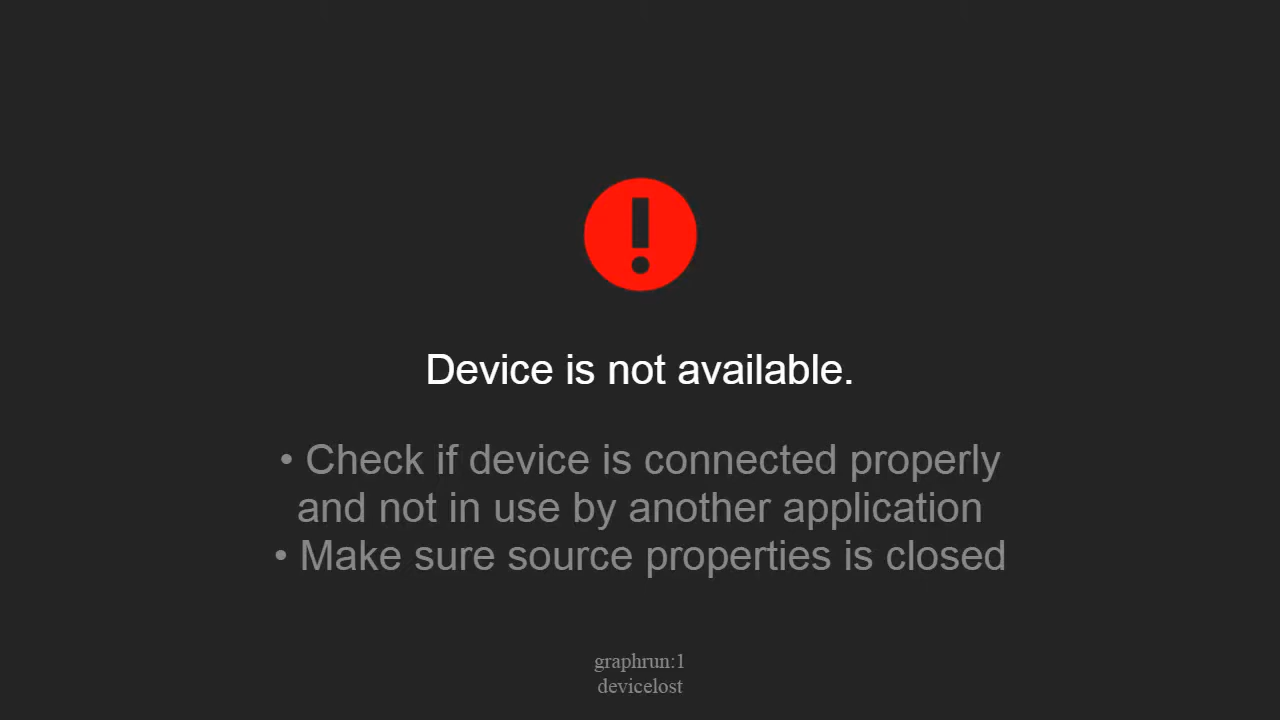 Device is not available.
• Check if device is connected properly
and not in use by another application
• Make sure source properties is closed
graphrun:1
devicelost